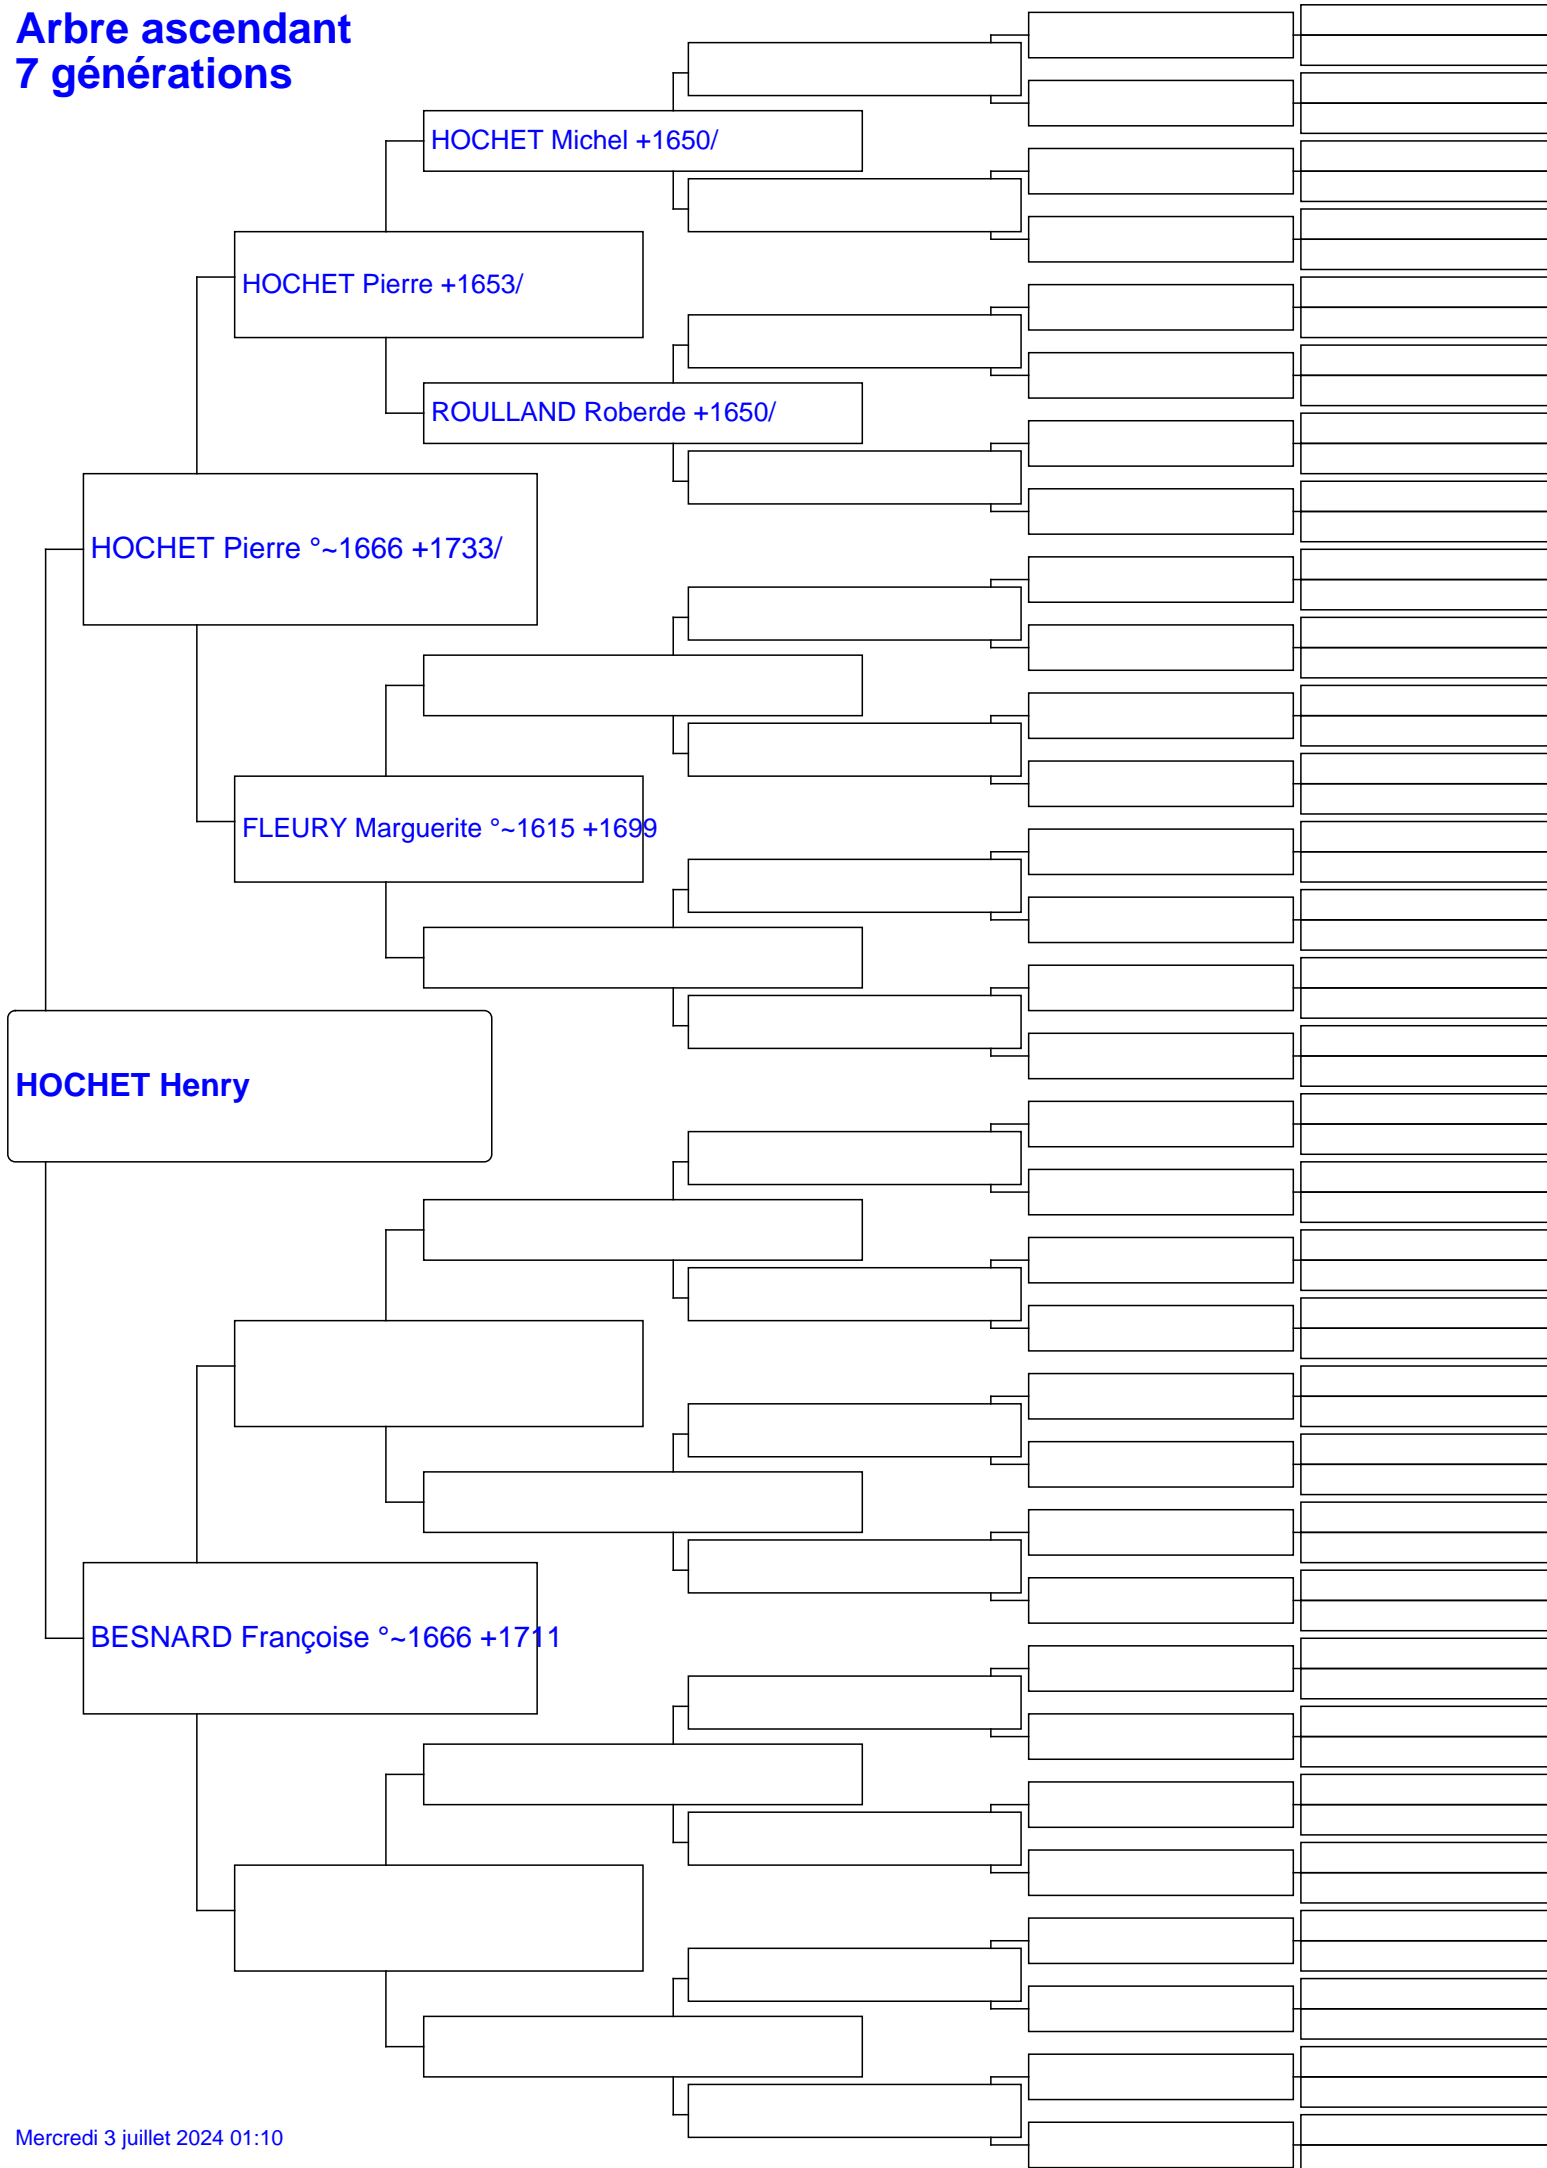 Arbre ascendant
7 générations
HOCHET Michel +1650/
HOCHET Pierre +1653/
ROULLAND Roberde +1650/
HOCHET Pierre °~1666 +1733/
FLEURY Marguerite °~1615 +1699
HOCHET Henry
BESNARD Françoise °~1666 +1711
Mercredi 3 juillet 2024 01:10